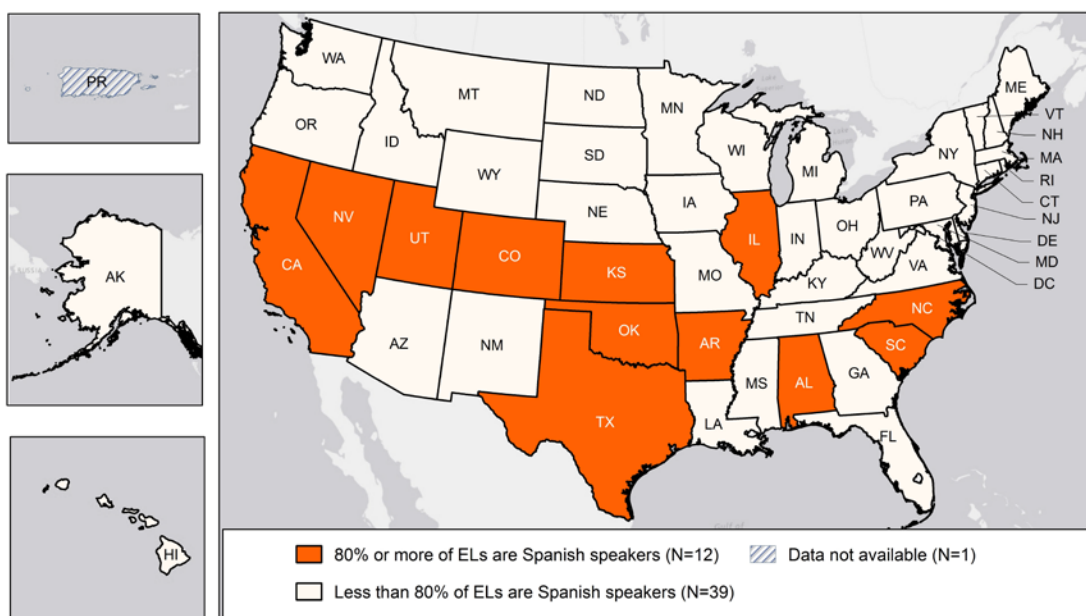 PR
AK
HI
WA
OR
ID
MT
WY
ND
SD
NE
MN
IA
WI
MI
NV
CA
UT
CO
AZ
NM
KS
OK
TX
MO
AR
LA
IL
IN
OH
KY
TN
MS
AL
GA
FL
SC
NC
VA
WV
PA
NY
ME
VT
NH
MA
RI
CT
NJ
DE
MD
DC
80% or more of ELs are Spanish speakers (N=12)
Data not available (N=1)
Less than 80% of ELs are Spanish speakers (N=39)